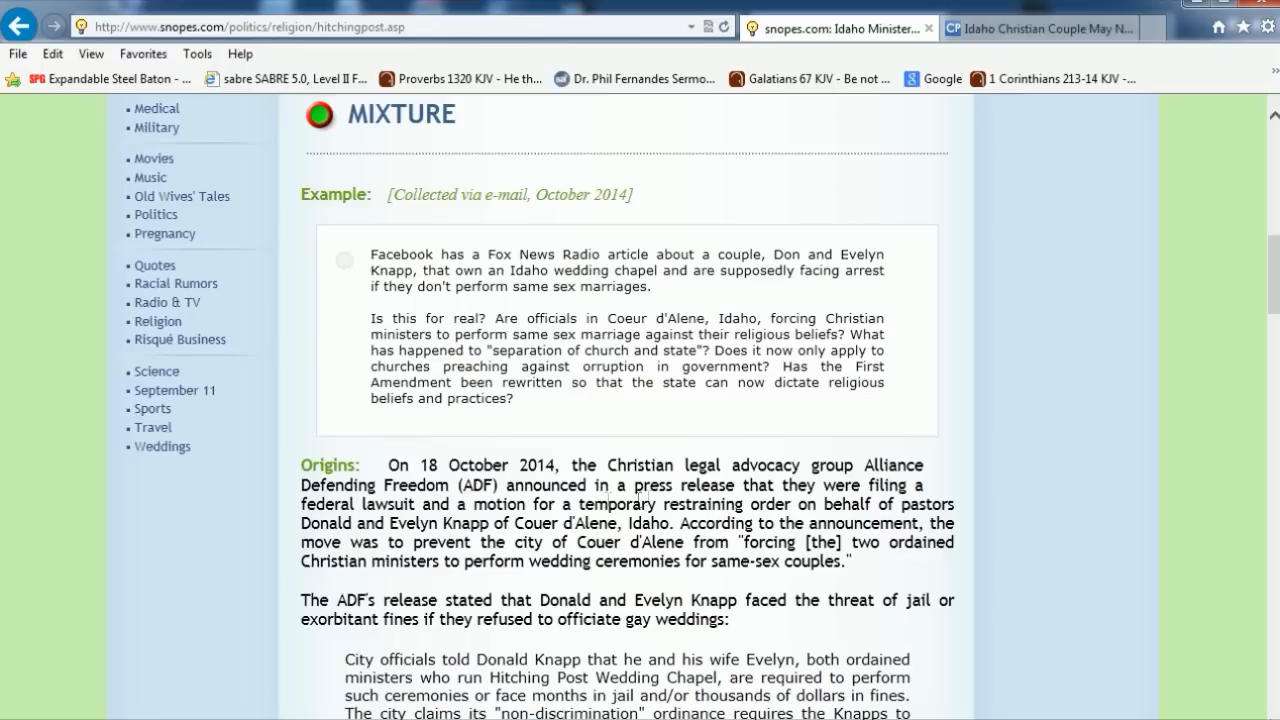 http://www.snopes.com/politics/religion/hitchingpost.asp
snopes.com: Idaho Minister...
CP Idaho Christian Couple May N...
File Edit View Favorites Tools Help
SPG Expandable Steel Baton - ...
sabre SABRE 5.0, Level II F...
Proverbs 1320 KJV - He th...
Dr. Phil Fernandes Sermo...
Galatians 67 KJV - Be not ...
Google
1 Corinthians 213-14 KJV -...
Medical
Military
Movies
Music
Old Wives' Tales
Politics
Pregnancy
Quotes
Racial Rumors
Radio & TV
Religion
Risqué Business
Science
September 11
Sports
Travel
Weddings
MIXTURE
Example: [Collected via e-mail, October 2014]
Facebook has a Fox News Radio article about a couple, Don and Evelyn
Knapp, that own an Idaho wedding chapel and are supposedly facing arrest
if they don't perform same sex marriages.
Is this for real? Are officials in Coeur d'Alene, Idaho, forcing Christian
ministers to perform same sex marriage against their religious beliefs? What
has happened to "separation of church and state"? Does it now only apply to
churches preaching against orruption in government? Has the First
Amendment been rewritten so that the state can now dictate religious
beliefs and practices?
Origins: On 18 October 2014, the Christian legal advocacy group Alliance
Defending Freedom (ADF) announced in a press release that they were filing a
federal lawsuit and a motion for a temporary restraining order on behalf of pastors
Donald and Evelyn Knapp of Couer d'Alene, Idaho. According to the announcement, the
move was to prevent the city of Couer d'Alene from "forcing [the] two ordained
Christian ministers to perform wedding ceremonies for same-sex couples."
The ADF's release stated that Donald and Evelyn Knapp faced the threat of jail or
exorbitant fines if they refused to officiate gay weddings:
City officials told Donald Knapp that he and his wife Evelyn, both ordained
ministers who run Hitching Post Wedding Chapel, are required to perform
such ceremonies or face months in jail and/or thousands of dollars in fines.
The city claims its "non-discrimination" ordinance requires the Knapps to